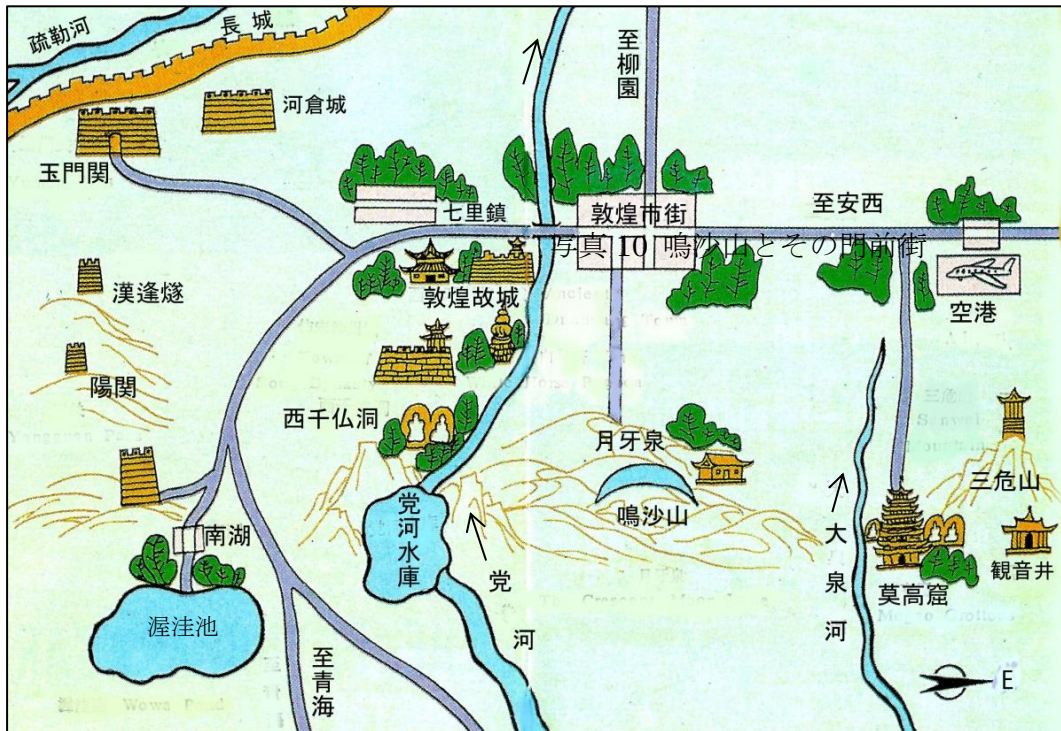 疏勒河
長城
河倉城
玉門関
至柳園
七里鎮
敦煌市街
至安西
写真 10 鳴沙山とその門前街
空港
漢逢燧
敦煌故城
陽関
西千仏洞
月牙泉
鳴沙山
三危山
党河水庫
党河
大泉河
観音井
莫高窟
南湖
渥洼池
至青海
E